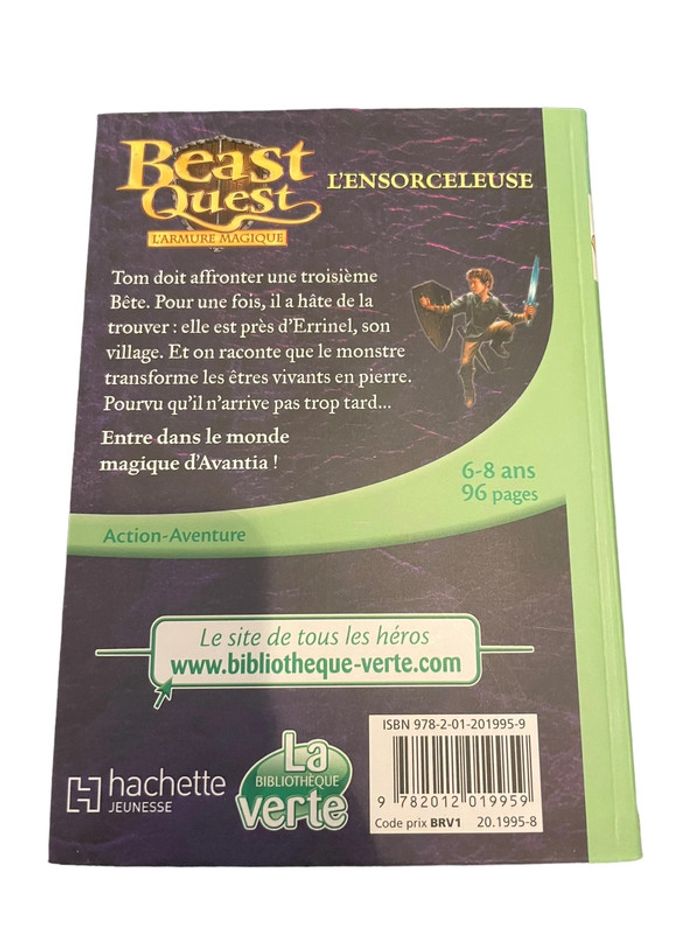 Beast
Quest
L'ARMURE MAGIQUE
L'ENSORCELEUSE
Tom doit affronter une troisième
Bête. Pour une fois, il a hâte de la
trouver : elle est près d'Errinel, son
village. Et on raconte que le monstre
transforme les êtres vivants en pierre.
Pourvu qu'il n'arrive pas trop tard...
Entre dans le monde
magique d'Avantia !
6-8 ans
96 pages
Action-Aventure
Le site de tous les héros
www.bibliotheque-verte.com
hachette
JEUNESSE
La
BIBLIOTHÈQUE
verte
ISBN 978-2-01-201995-9
9 782012 019959
Code prix BRV1 20.1995-8